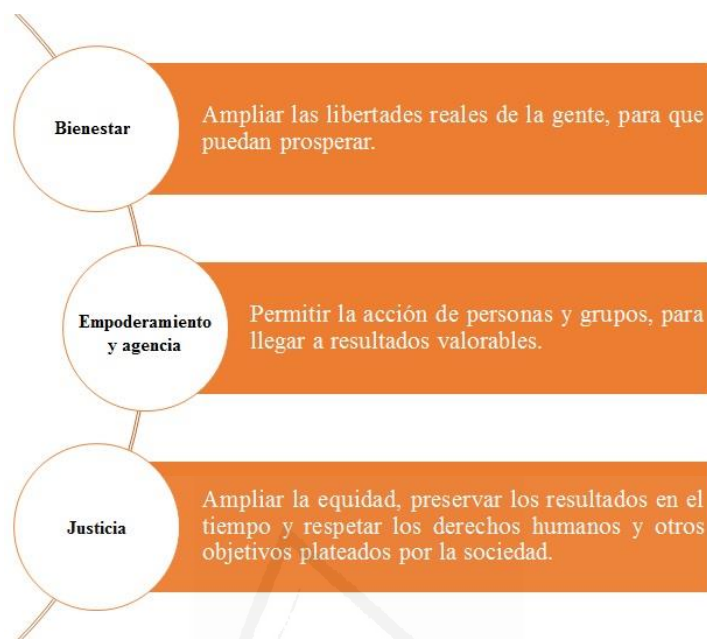 Bienestar
Ampliar las libertades reales de la gente, para que
puedan prosperar.
Empoderamiento
y agencia
Permitir la acción de personas y grupos, para
llegar a resultados valorables.
Justicia
Ampliar la equidad, preservar los resultados en el
tiempo y respetar los derechos humanos y otros
objetivos plateados por la sociedad.